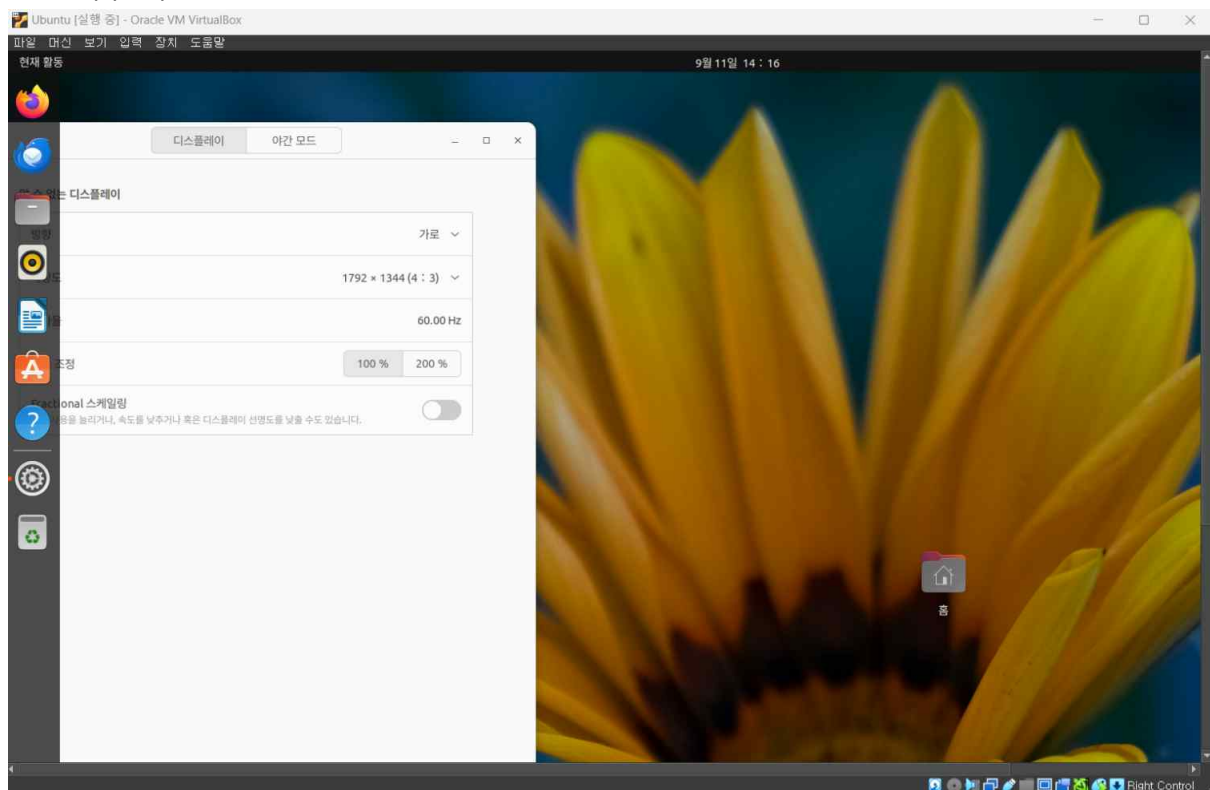 Ubuntu [실행 중] - Oracle VM VirtualBox
파일 머신 보기 입력 장치 도움말
현재 활동
9월 11일 14 : 16
디스플레이 야간 모드
없는 디스플레이
방향 가로
1792 × 1344 (4 : 3)
60.00 Hz
조정 100 % 200 %
Fractional 스케일링
늘리거나, 속도를 낮추거나 혹은 디스플레이 선명도를 낮출 수도 있습니다.
홈
Right Control